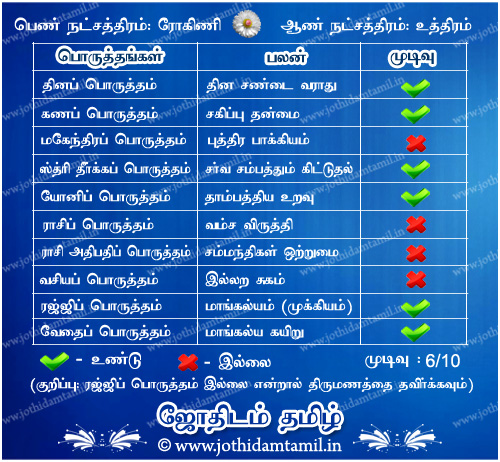 பெண் நட்சத்திரம்: ரோகிணி ஆண் நட்சத்திரம்: உத்திரம்
பொருத்தங்கள் பலன் முடிவு
தினப் பொருத்தம் தின சண்டை வராது
கணப் பொருத்தம் சகிப்பு தன்மை
மகேந்திரப் பொருத்தம் புத்திர பாக்கியம்
ஸ்த்ரி தீர்க்கப் பொருத்தம் சர்வ சம்பத்தும் கிட்டுதல்
யோனிப் பொருத்தம் தாம்பத்திய உறவு
ராசிப் பொருத்தம் வம்ச விருத்தி
ராசி அதிபதிப் பொருத்தம் சம்மந்திகள் ஒற்றுமை
வசியப் பொருத்தம் இல்லற சுகம்
ரஜ்ஜிப் பொருத்தம் மாங்கல்யம் (முக்கியம்)
வேதைப் பொருத்தம் மாங்கல்ய கயிறு
- உண்டு - இல்லை முடிவு : 6/10
(குறிப்பு: ரஜ்ஜிப் பொருத்தம் இல்லை என்றால் திருமணத்தை தவிர்க்கவும்)
ஜோதிடம் தமிழ்
© www.jothidamtamil.in